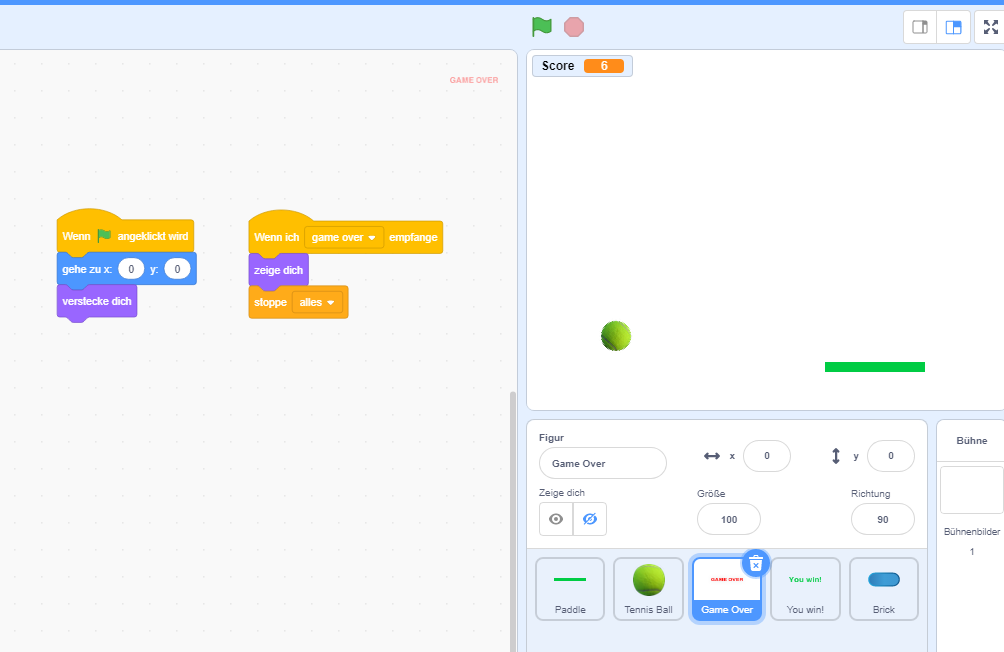 Score 6
GAME OVER
Wenn angeklickt wird
gehe zu x: 0 y: 0
verstecke dich
Wenn ich game over empfange
zeige dich
stoppe alles
Figur
Game Over
x 0
y 0
Zeige dich
Größe
100
Richtung
90
Bühne
Bühnenbilder
1
Paddle
Tennis Ball
GAME OVER
Game Over
You win!
You win!
Brick